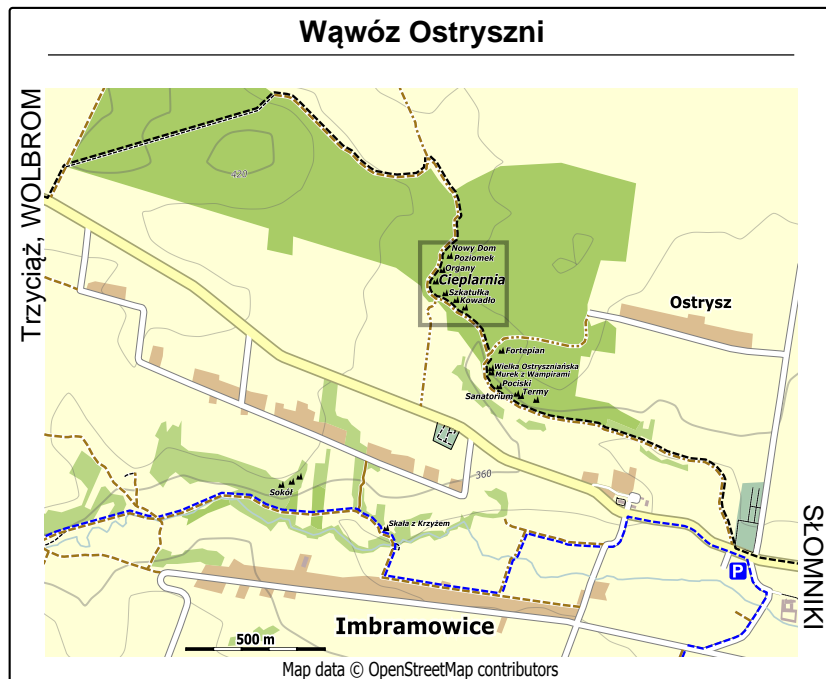 Wąwóz Ostryszni
Trzyciąż, WOLBROM
420
Nowy Dom
Poziomek
Organy
Cieplarnia
Szkatułka
Kowadło
Ostrysz
Fortepian
Wielka Ostryszniańska
Murek z Wampirami
Pociski
Sanatorium
Termy
360
Sokół
Skała z Krzyżem
SŁOMNIKI
P
Imbramowice
500 m
Map data © OpenStreetMap contributors